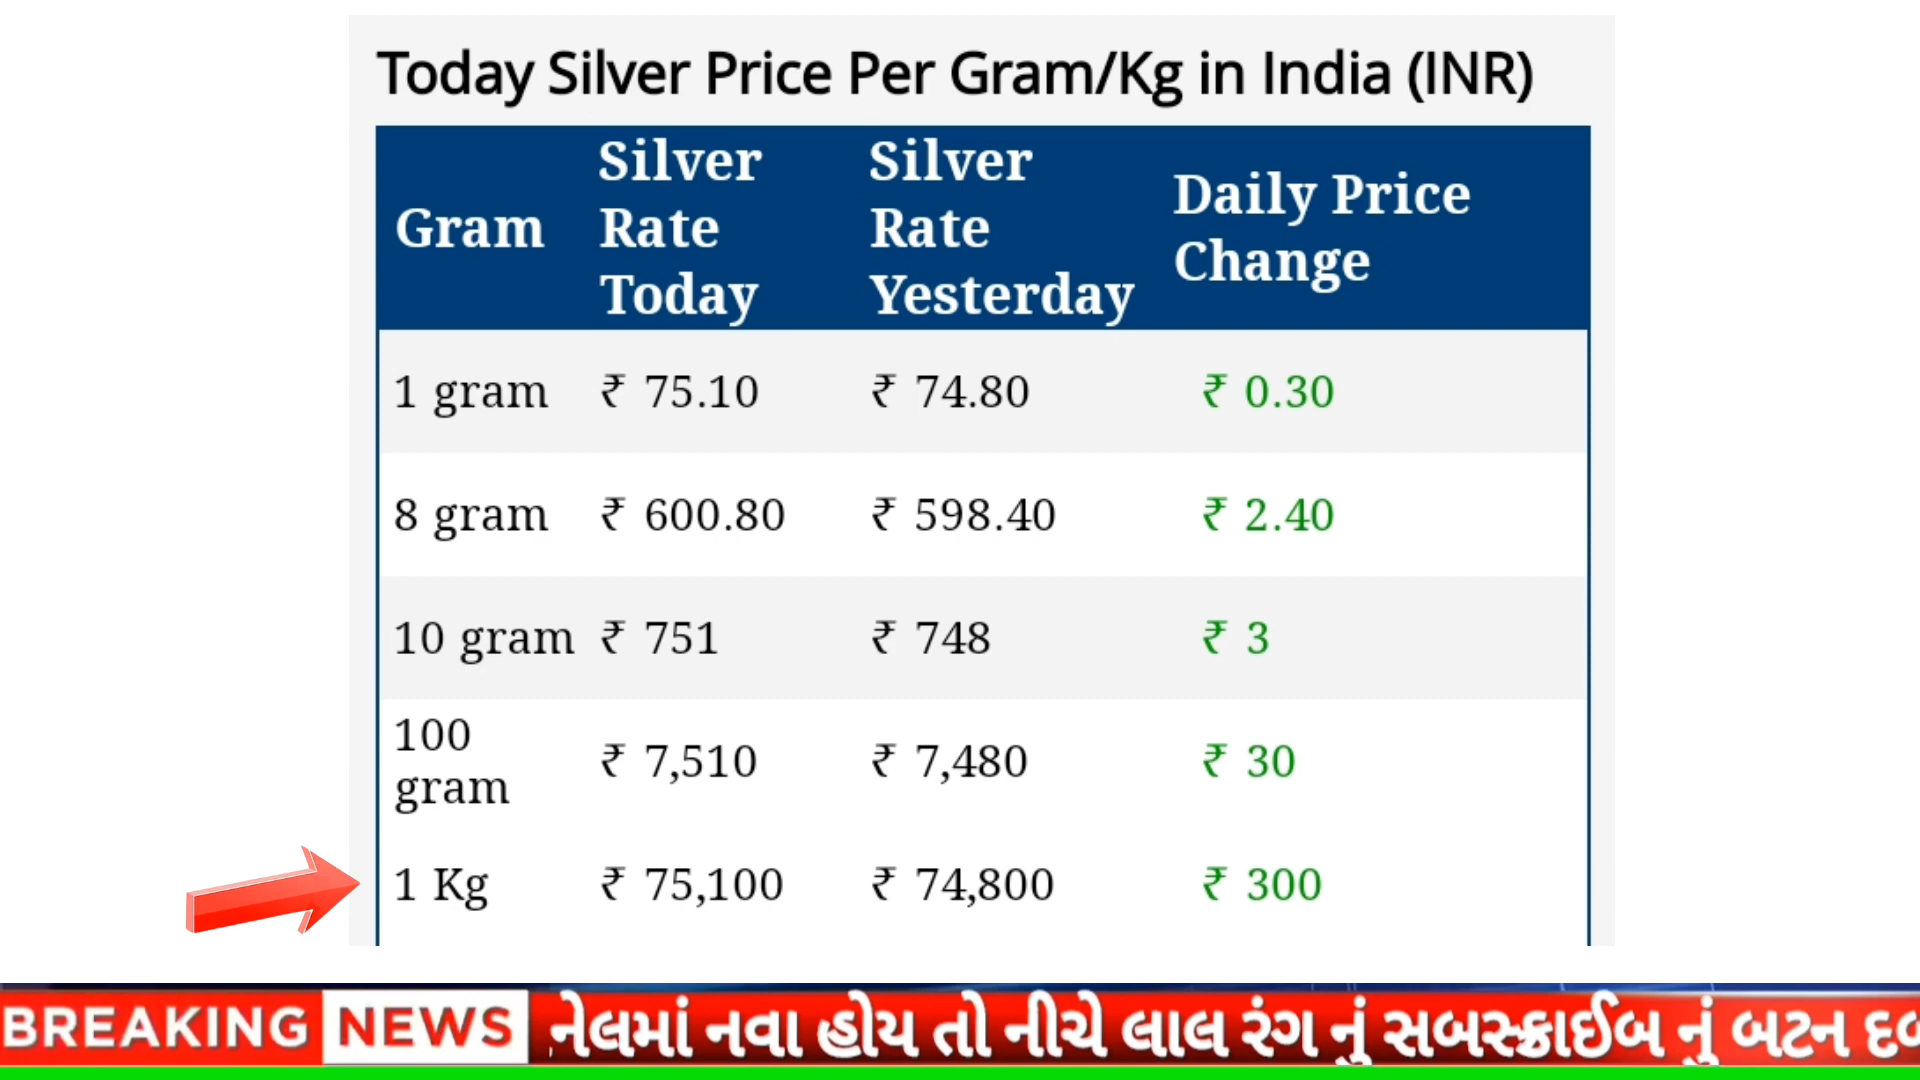 Today Silver Price Per Gram/Kg in India (INR)
Gram Silver Rate Today Silver Rate Yesterday Daily Price Change
1 gram ₹ 75.10 ₹ 74.80 ₹ 0.30
8 gram ₹ 600.80 ₹ 598.40 ₹ 2.40
10 gram ₹ 751 ₹ 748 ₹ 3
100 gram ₹ 7,510 ₹ 7,480 ₹ 30
1 Kg ₹ 75,100 ₹ 74,800 ₹ 300
BREAKING NEWS નવા હોય તો નીચે લાલ રંગ નું સબસ્ક્રાઈબ નું બટન